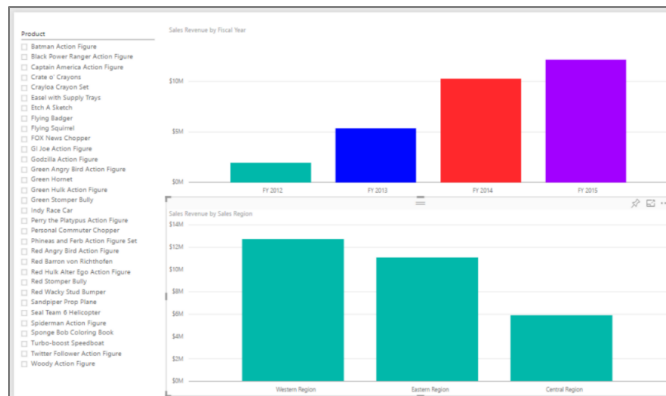 Product
Batman Action Figure
Black Power Ranger Action Figure
Captain America Action Figure
Crate o' Crayons
Crayloa Crayon Set
Easel with Supply Trays
Etch A Sketch
Flying Badger
Flying Squirrel
FOX News Chopper
GI Joe Action Figure
Godzilla Action Figure
Green Angry Bird Action Figure
Green Hornet
Green Hulk Action Figure
Green Stomper Bully
Indy Race Car
Perry the Platypus Action Figure
Personal Commuter Chopper
Phineas and Ferb Action Figure Set
Red Angry Bird Action Figure
Red Barron von Richthofen
Red Hulk Alter Ego Action Figure
Red Stomper Bully
Red Wacky Stud Bumper
Sandpiper Prop Plane
Seal Team 6 Helicopter
Spiderman Action Figure
Sponge Bob Coloring Book
Turbo-boost Speedboat
Twitter Follower Action Figure
Woody Action Figure
Sales Revenue by Fiscal Year
$10M
$5M
$0M
FY 2012 FY 2013 FY 2014 FY 2015
Sales Revenue by Sales Region
$14M
$12M
$10M
$8M
$6M
$4M
$2M
$0M
Western Region Eastern Region Central Region